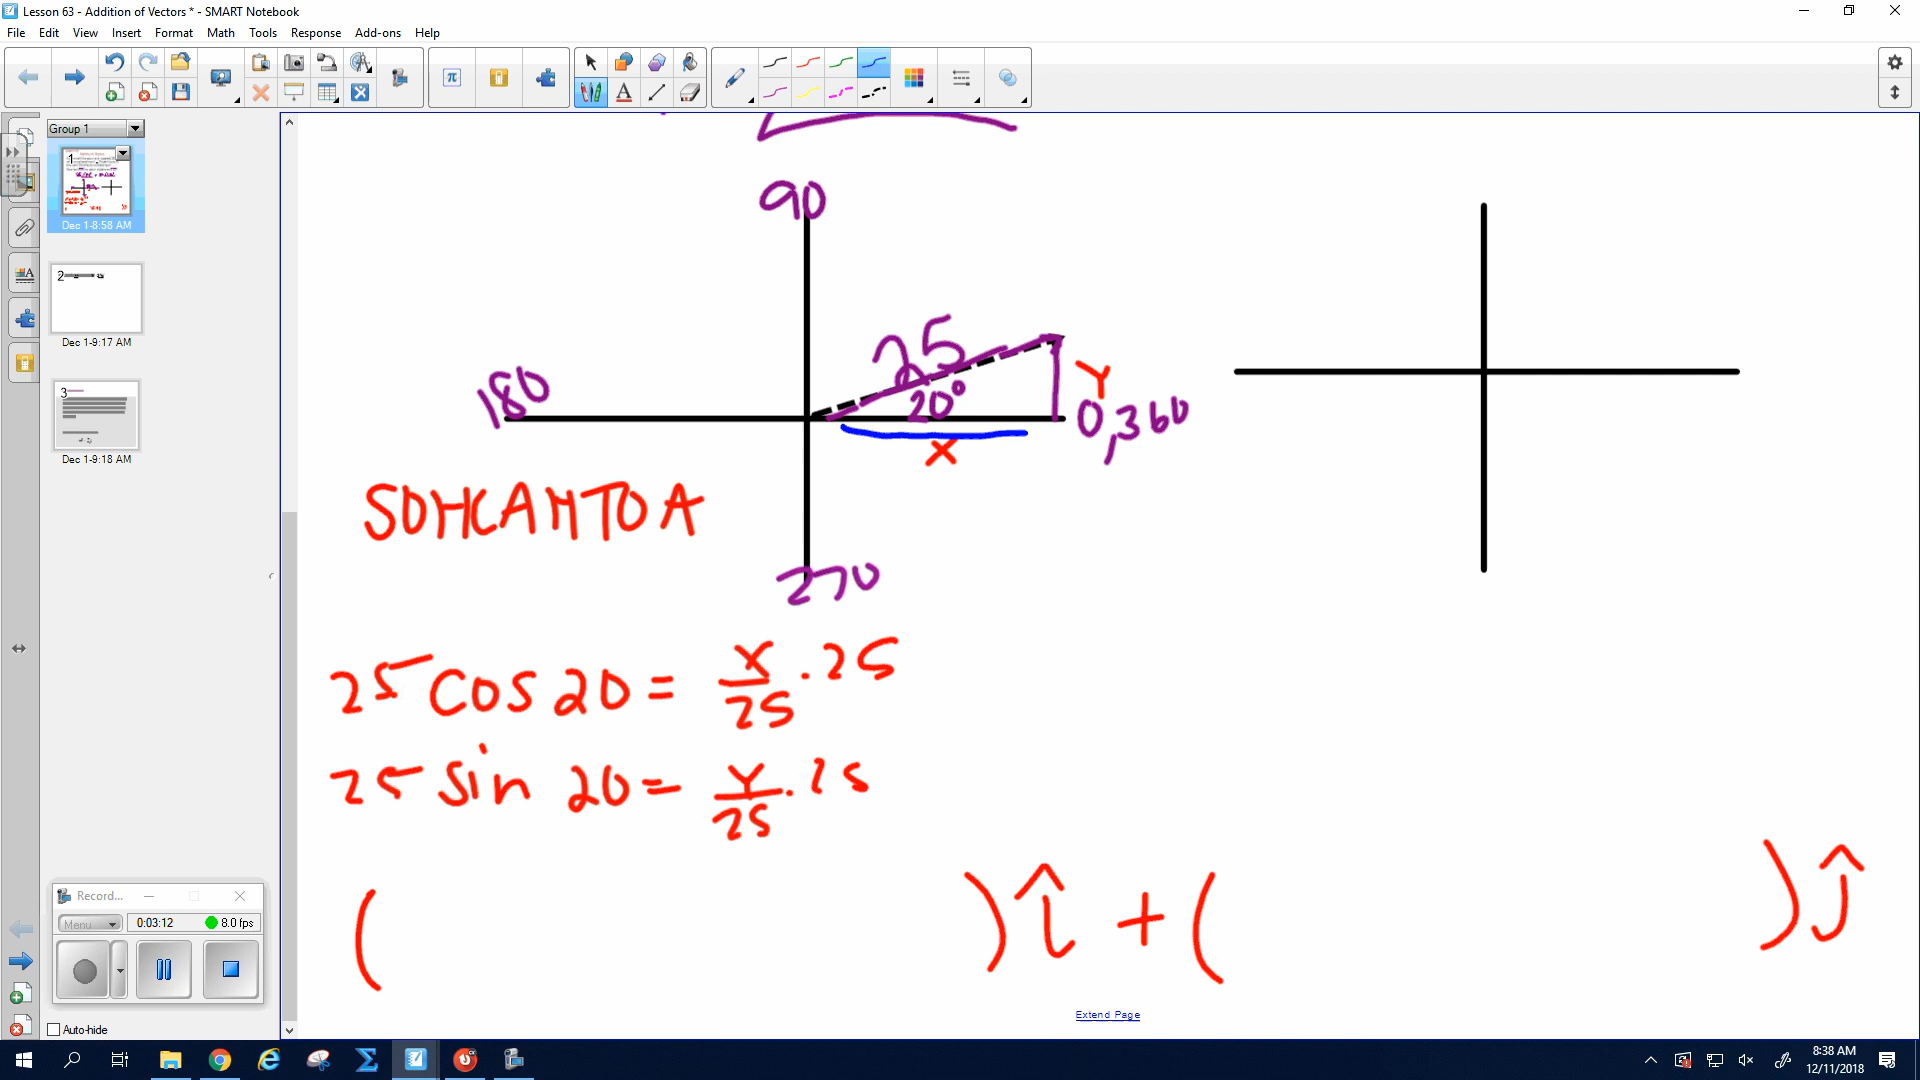 Lesson 63 - Addition of Vectors * - SMART Notebook
File Edit View Insert Format Math Tools Response Add-ons Help
Group 1
1
Dec 1-8:58 AM
2
Dec 1-9:17 AM
3
Dec 1-9:18 AM
90
180
25
20°
Y
0,360
X
SOHCAHTOA
270
25 cos 20 = X/25 . 25
25 sin 20 = Y/25 . 25
( ) î + ( ) ĵ
Extend Page
Record...
Menu 0:03:12 8.0 fps
Auto-hide
8:38 AM
12/11/2018